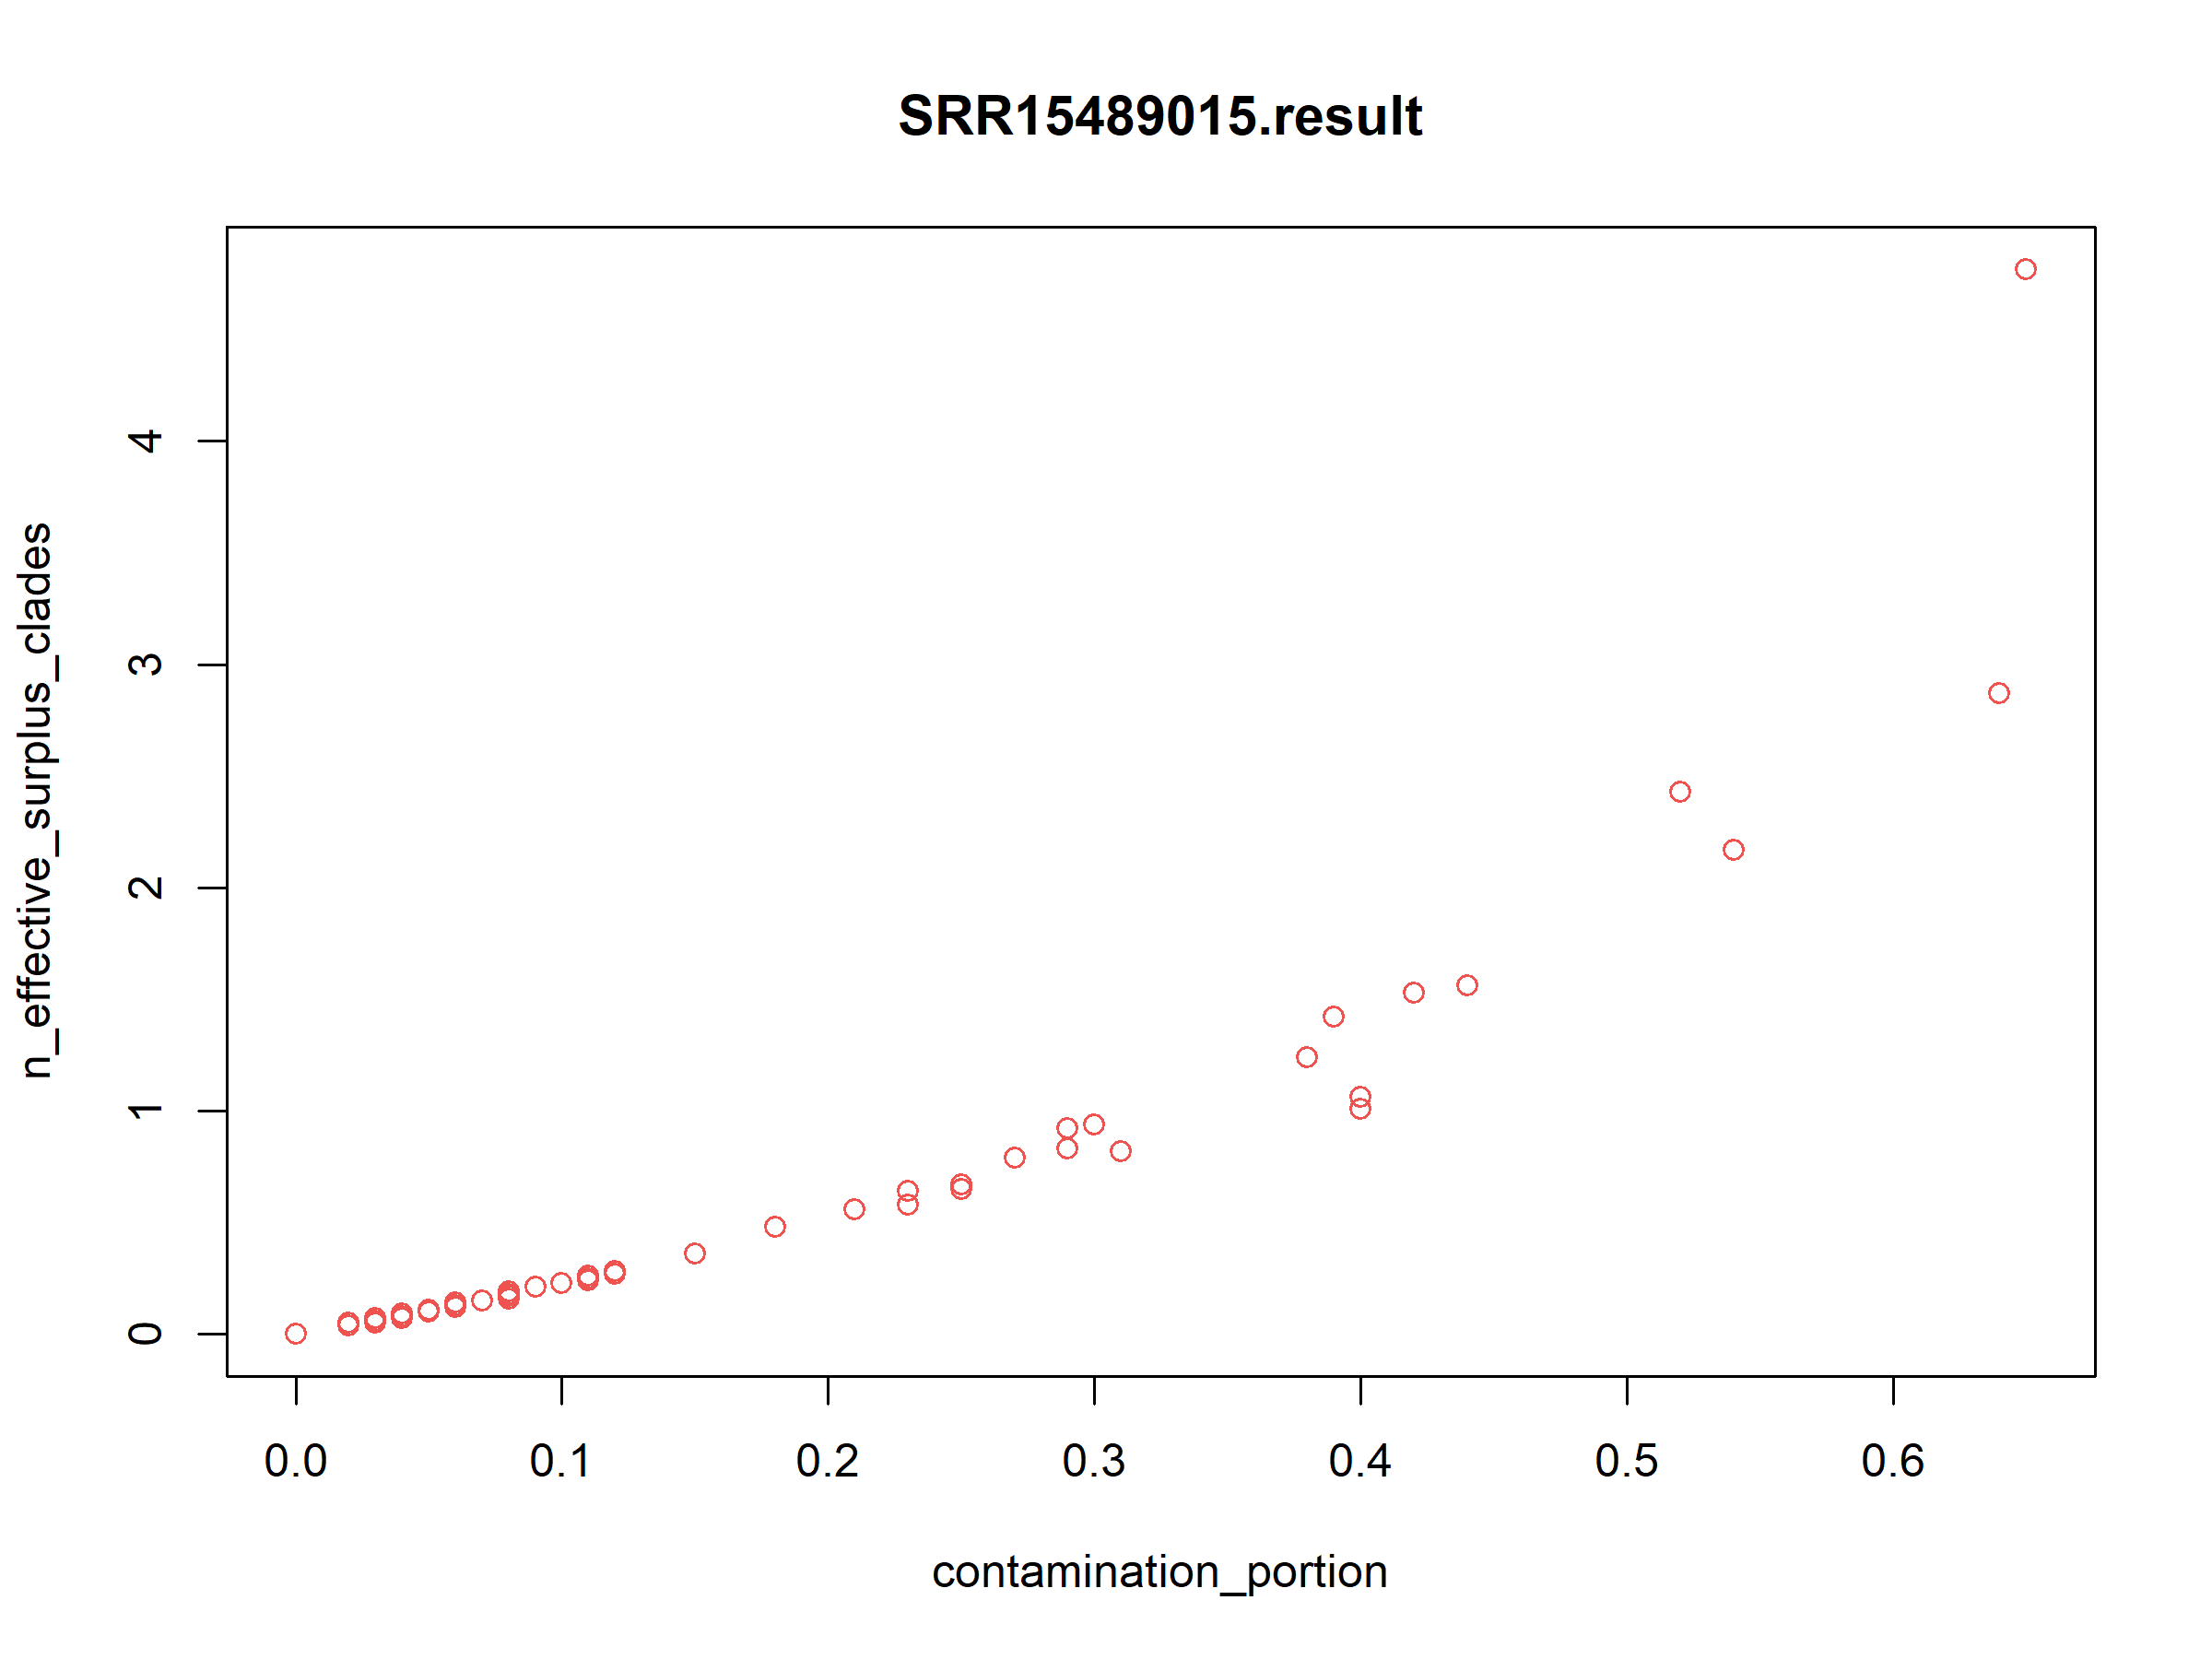 SRR15489015.result
n_effective_surplus_clades
4
3
2
1
0
0.0 0.1 0.2 0.3 0.4 0.5 0.6
contamination_portion